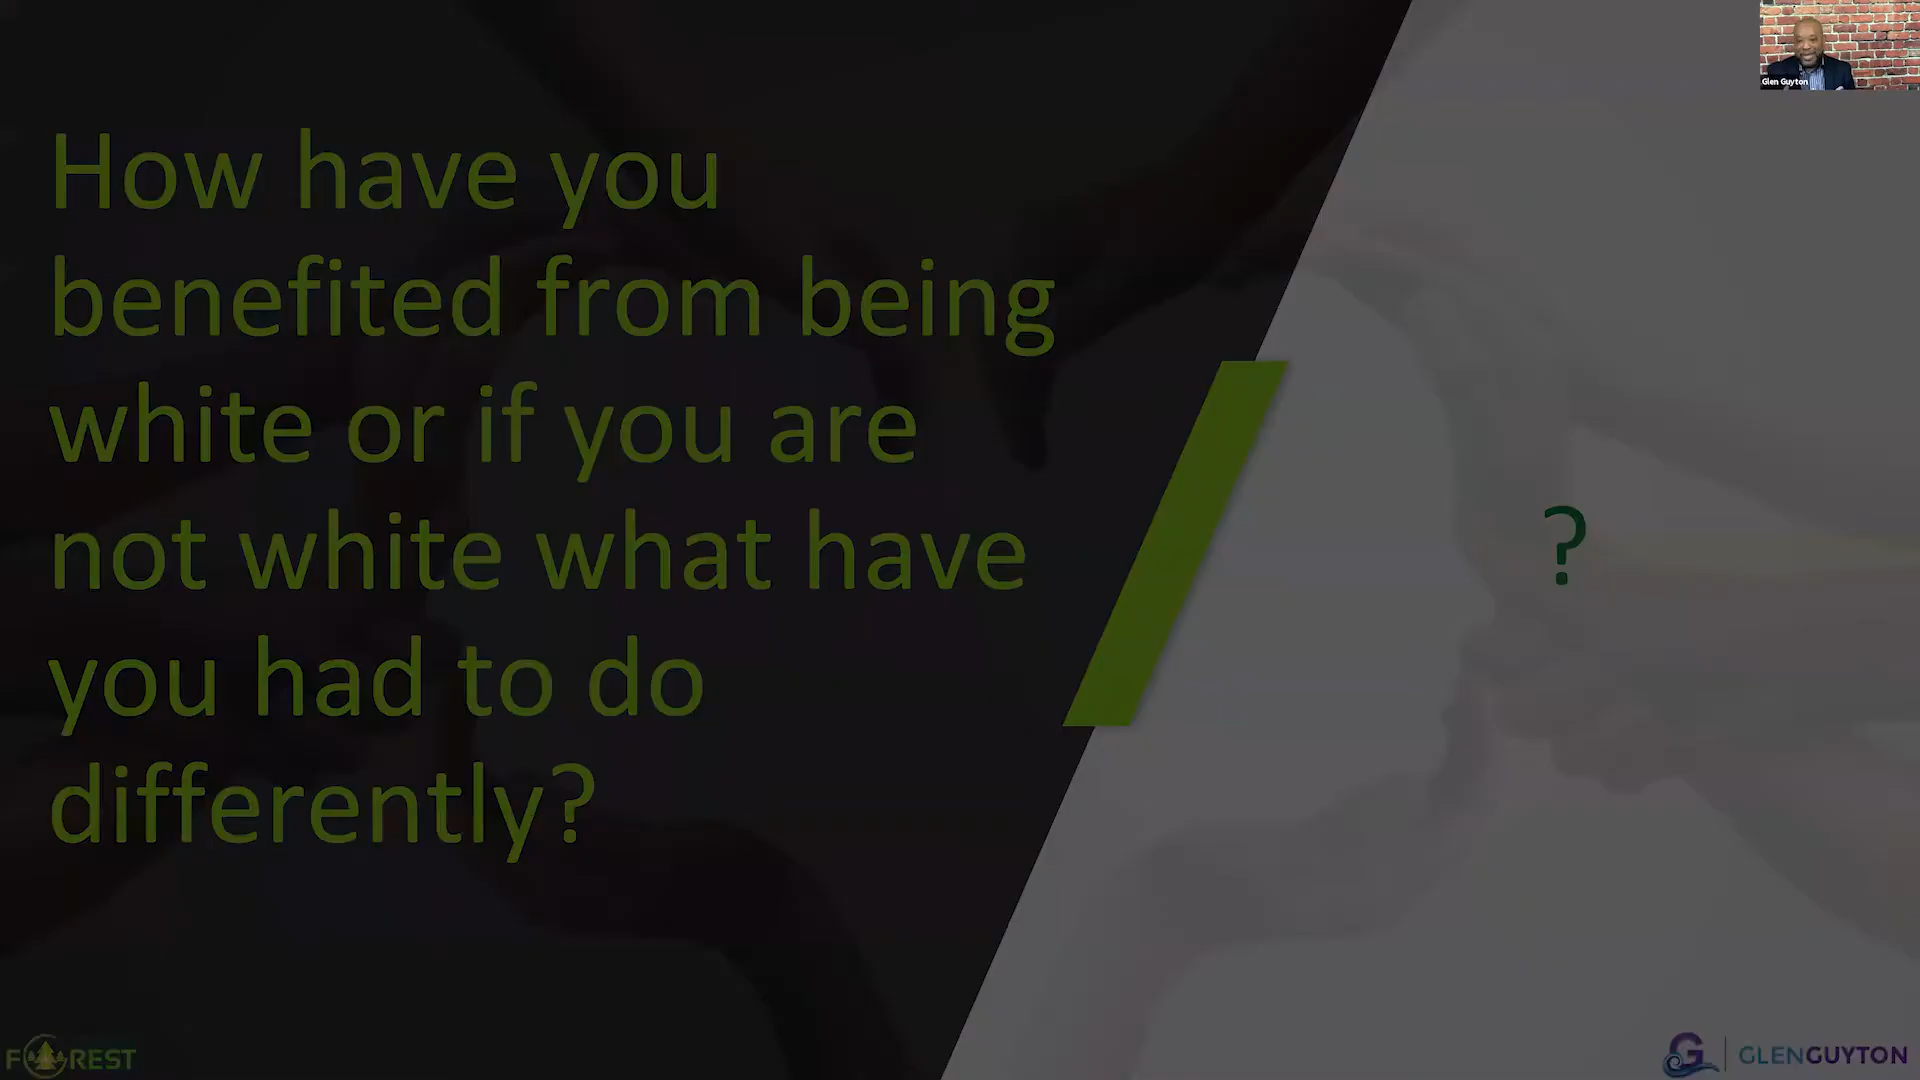 Glen Guyton
How have you
benefited from being
white or if you are
not white what have
you had to do
differently?
?
FOREST
G GLENGUYTON